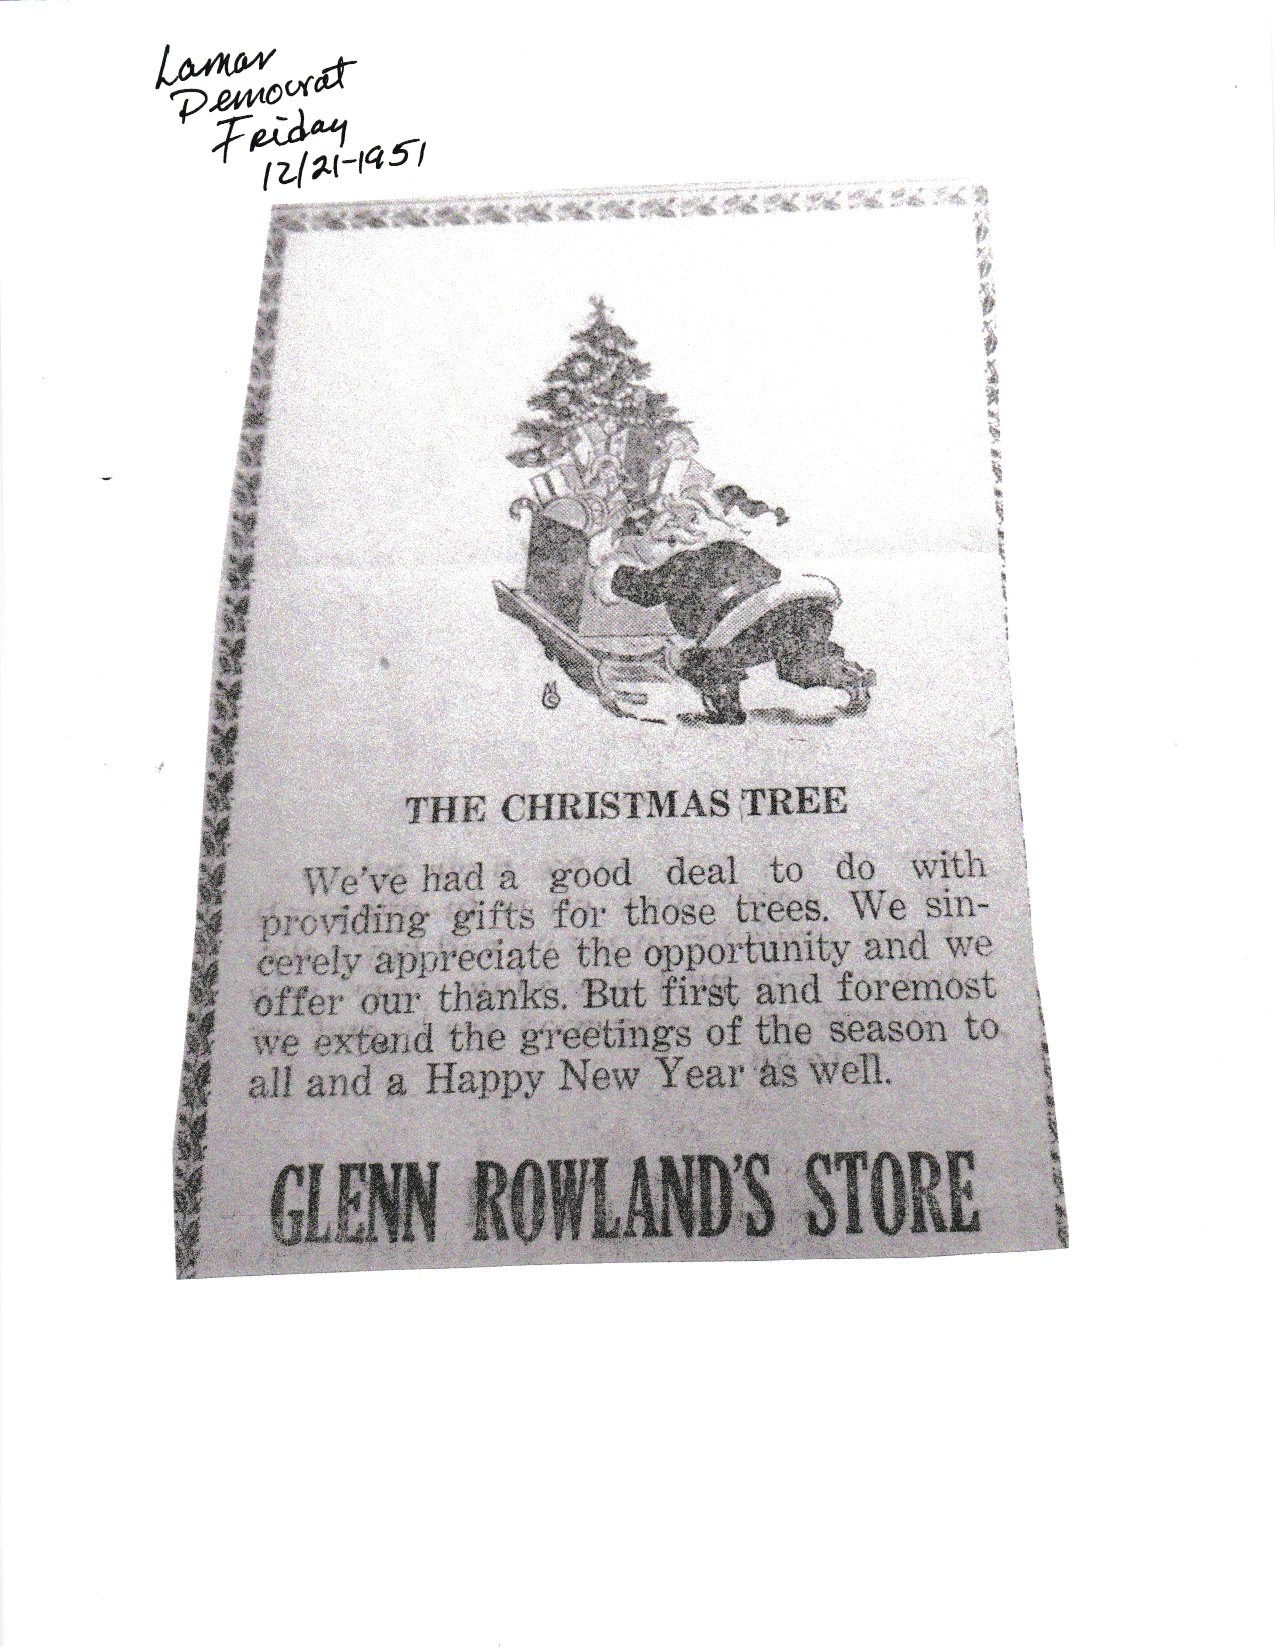 Lamar
Democrat
Friday
12/21-1951
THE CHRISTMAS TREE
We've had a good deal to do with
providing gifts for those trees. We sin-
cerely appreciate the opportunity and we
offer our thanks. But first and foremost
we extend the greetings of the season to
all and a Happy New Year as well.
GLENN ROWLAND'S STORE